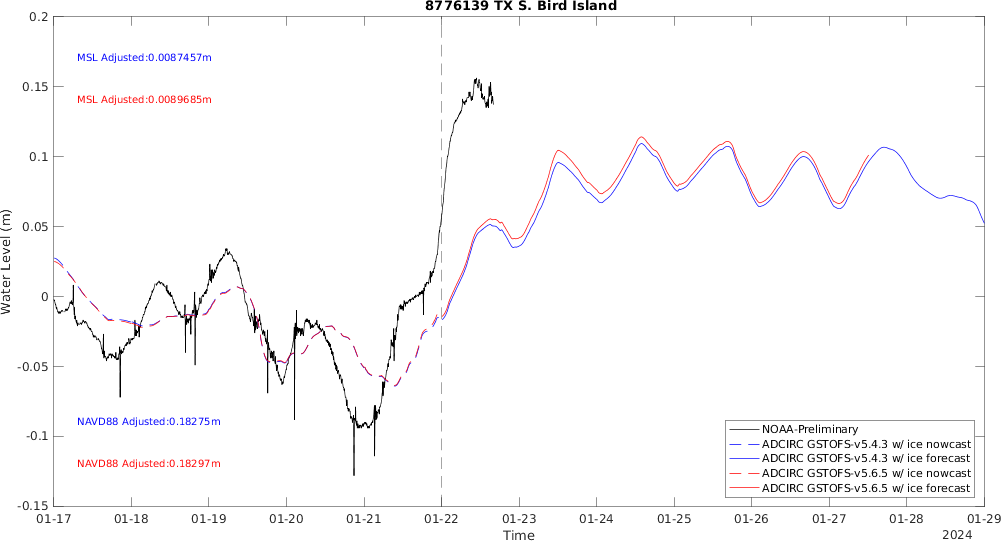 8776139 TX S. Bird Island
0.2
0.15
0.1
0.05
0
-0.05
-0.1
-0.15
Water Level (m)
MSL Adjusted:0.0087457m
MSL Adjusted:0.0089685m
NAVD88 Adjusted:0.18275m
NAVD88 Adjusted:0.18297m
NOAA-Preliminary
ADCIRC GSTOFS-v5.4.3 w/ ice nowcast
ADCIRC GSTOFS-v5.4.3 w/ ice forecast
ADCIRC GSTOFS-v5.6.5 w/ ice nowcast
ADCIRC GSTOFS-v5.6.5 w/ ice forecast
01-17 01-18 01-19 01-20 01-21 01-22 01-23 01-24 01-25 01-26 01-27 01-28 01-29
Time
2024